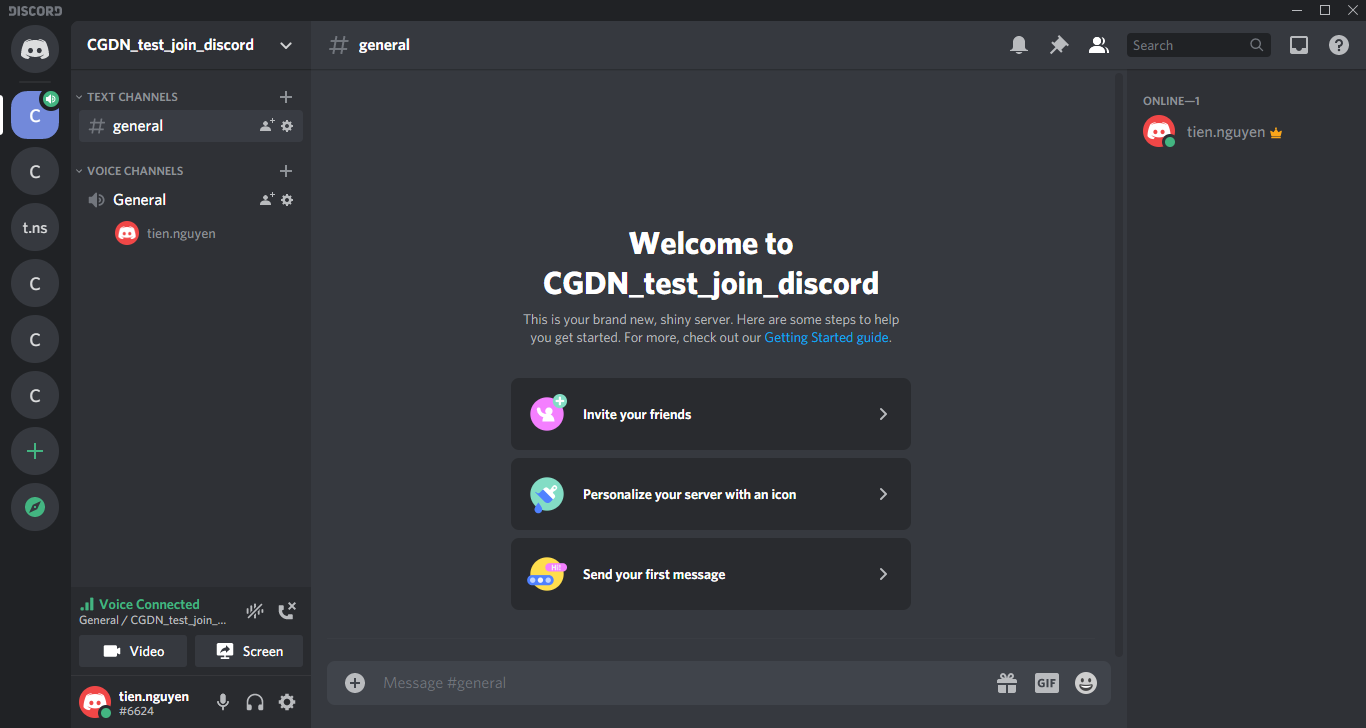 DISCORD
C
C
t.ns
C
C
C
CGDN_test_join_discord
TEXT CHANNELS
general
VOICE CHANNELS
General
tien.nguyen
Voice Connected
General / CGDN_test_join_...
Video
Screen
tien.nguyen
#6624
general
Search
Welcome to
CGDN_test_join_discord
This is your brand new, shiny server. Here are some steps to help
you get started. For more, check out our Getting Started guide.
Invite your friends
Personalize your server with an icon
HI!
Send your first message
Message #general
GIF
ONLINE—1
tien.nguyen